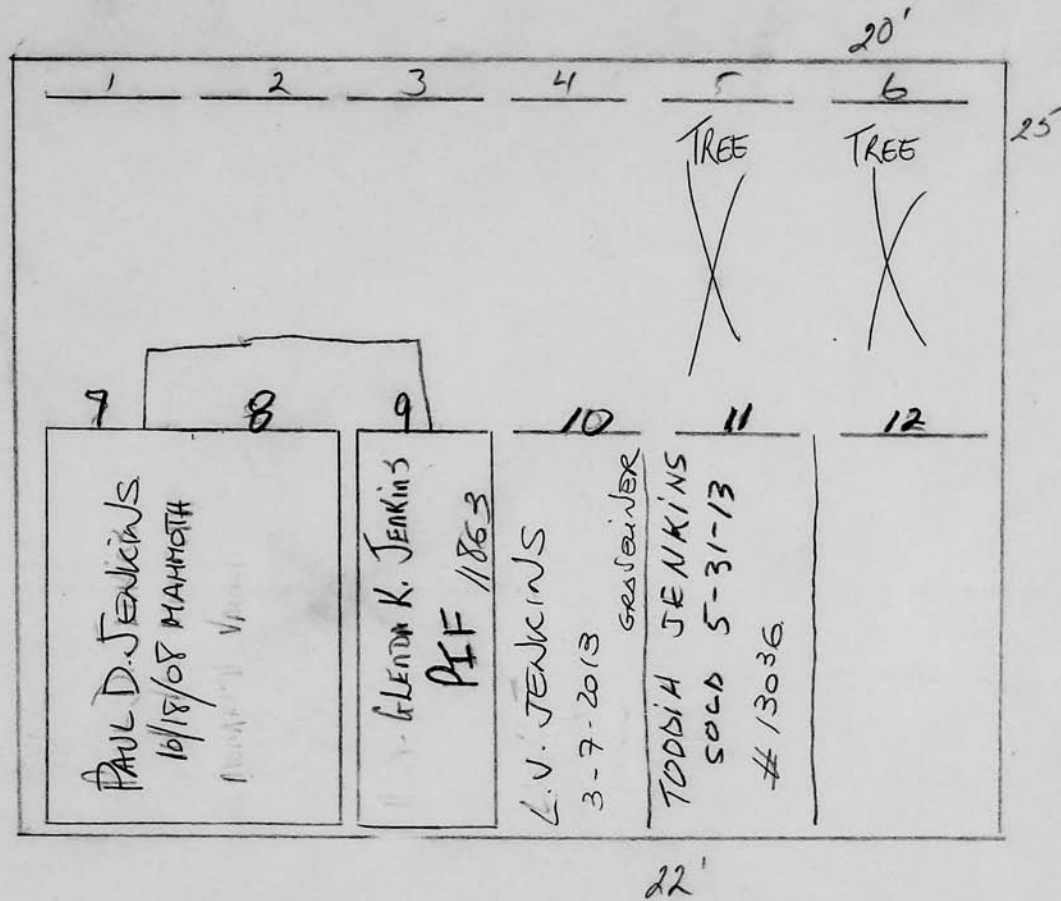 20'
1 2 3 4 5 6
25
TREE TREE
7 8 9 10 11 12
PAUL D. JENKINS
10/18/08 MAMMOTH
GLENDA K. JENKINS
PIF 11863
L.V. JENKINS
3-7-2013
GRASEINER
TODDIA JENKINS
SOLD 5-31-13
# 13036
22'